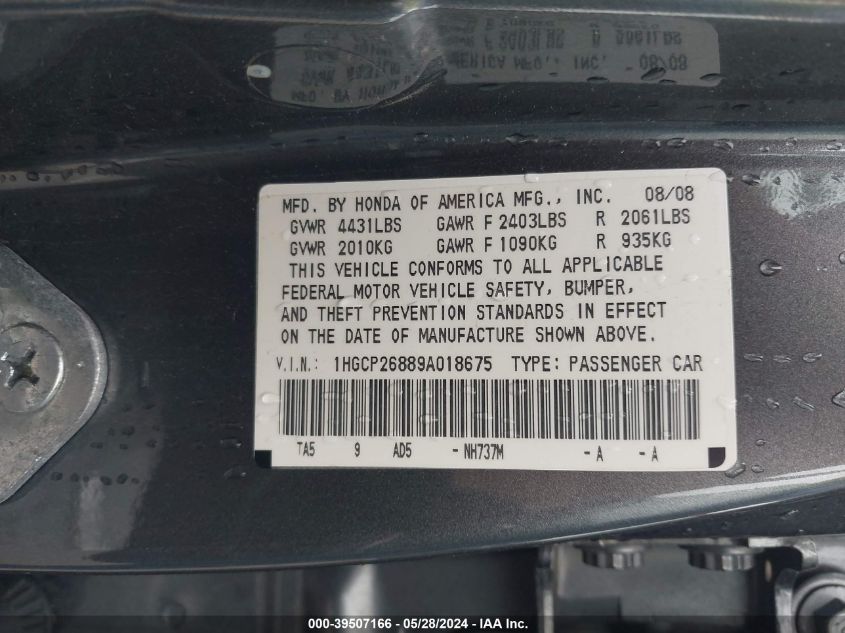 MFD. BY HONDA OF AMERICA MFG., INC. 08/08
GVWR 4431LBS GAWR F 2403LBS R 2061LBS
GVWR 2010KG GAWR F 1090KG R 935KG
THIS VEHICLE CONFORMS TO ALL APPLICABLE
FEDERAL MOTOR VEHICLE SAFETY, BUMPER,
AND THEFT PREVENTION STANDARDS IN EFFECT
ON THE DATE OF MANUFACTURE SHOWN ABOVE.
V.I.N.: 1HGCP26889A018675 TYPE: PASSENGER CAR
TA5 9 AD5 - NH737M - A - A
000-39507166 - 05/28/2024 - IAA Inc.